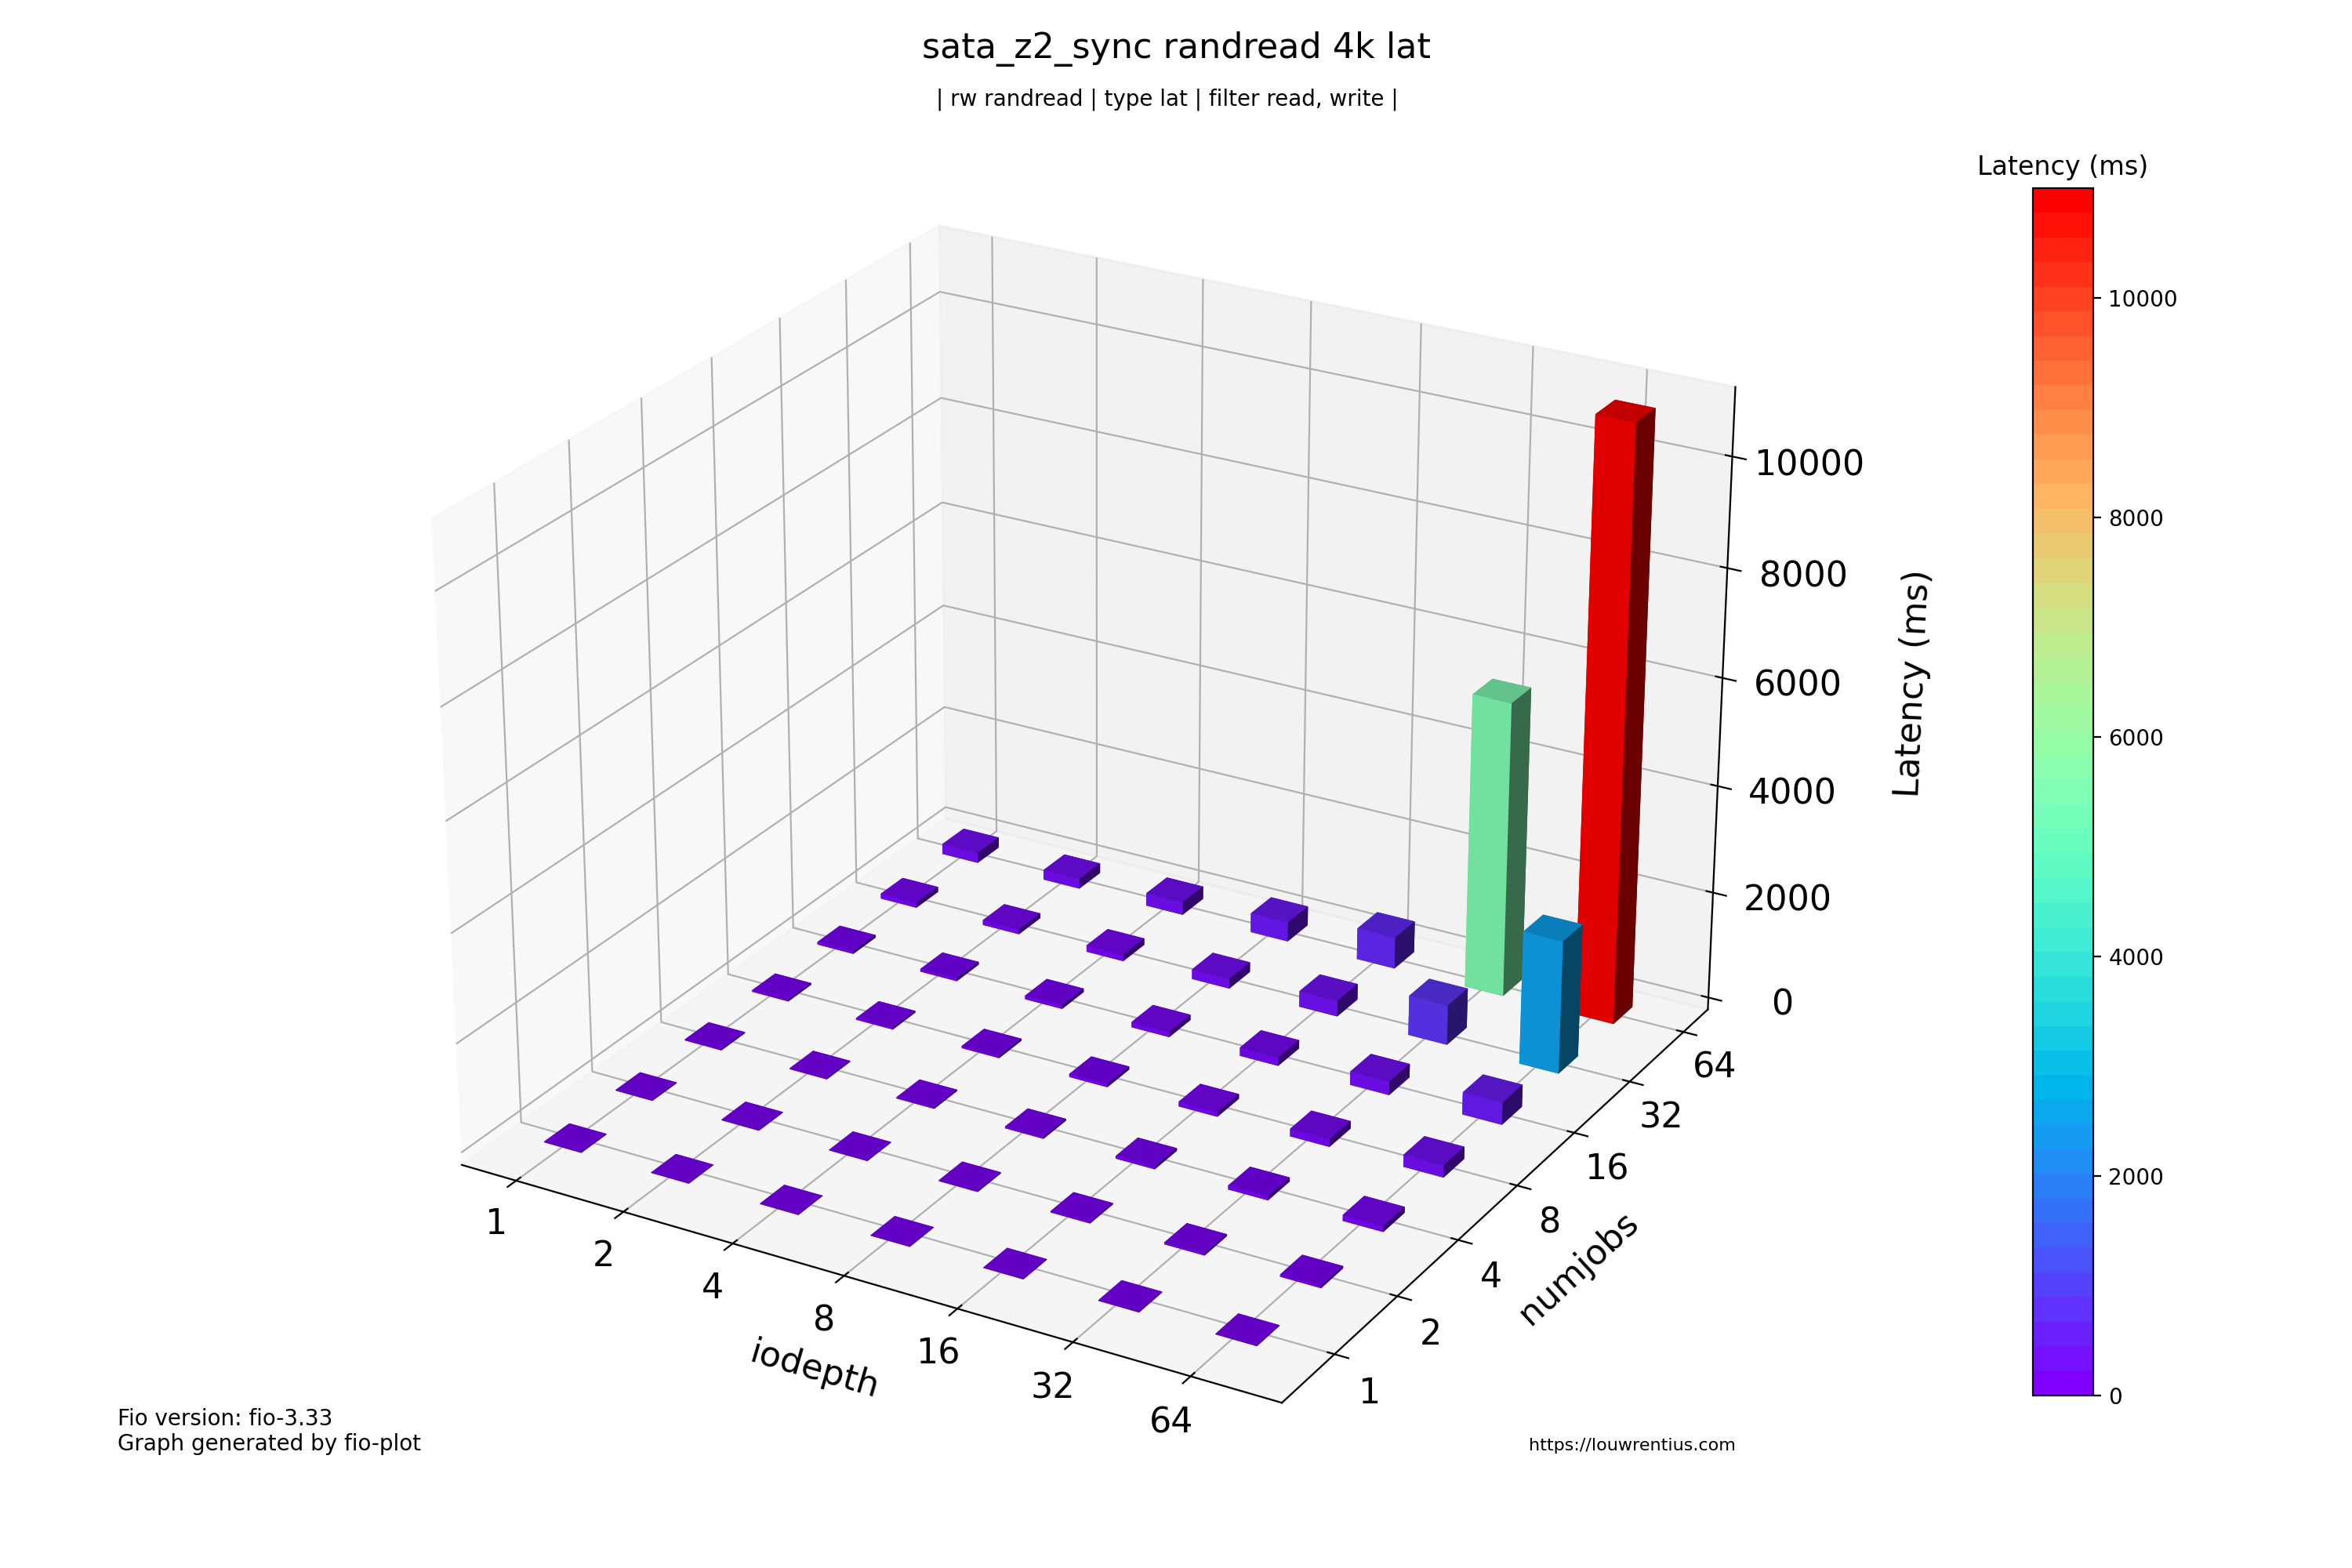 sata_z2_sync randread 4k lat
| rw randread | type lat | filter read, write |
Latency (ms)
10000
8000
6000
4000
2000
0
10000
8000
6000
4000
2000
0
Latency (ms)
64
32
16
8
4
2
1
numjobs
1
2
4
8
16
32
64
iodepth
Fio version: fio-3.33
Graph generated by fio-plot
https://louwrentius.com